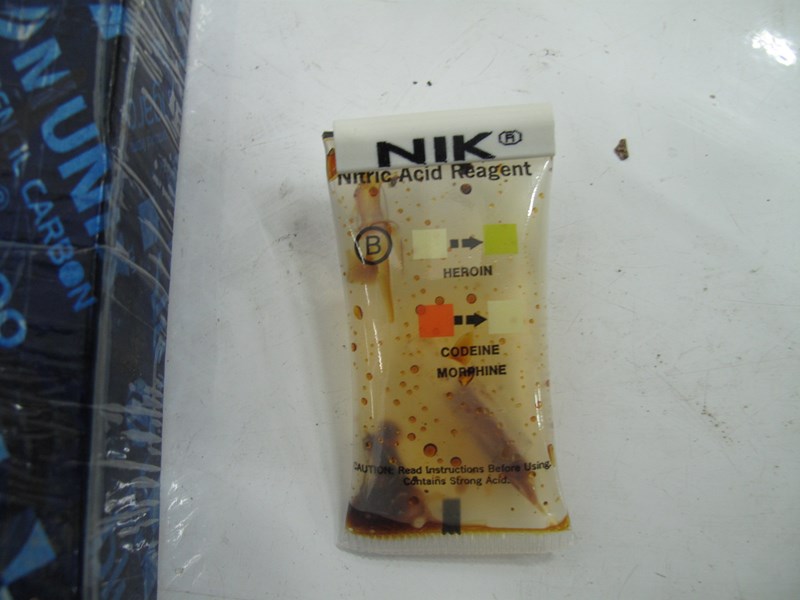 NIK®
Nitric Acid Reagent
B
HEROIN
CODEINE
MORPHINE
CAUTION: Read Instructions Before Using.
Contains Strong Acid.
CARBON